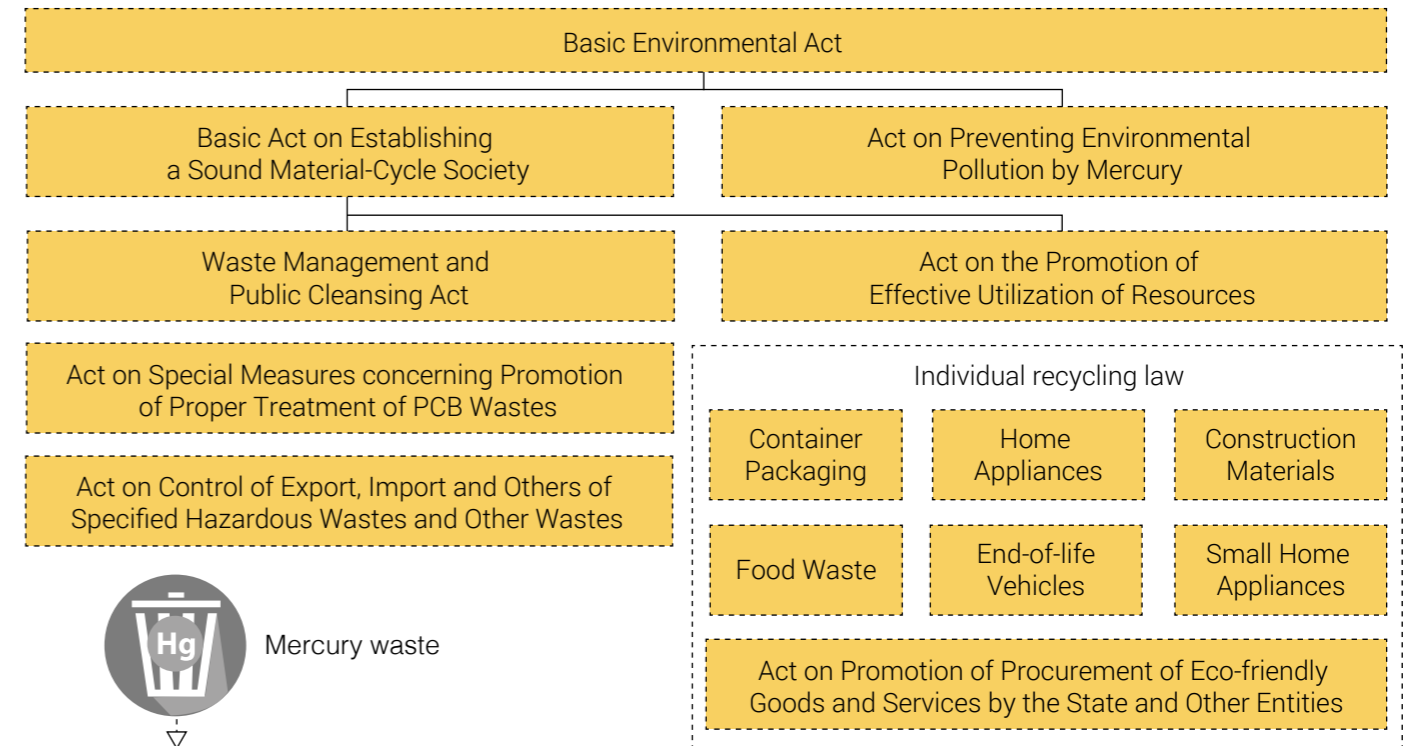 Basic Environmental Act
Basic Act on Establishing
a Sound Material-Cycle Society
Act on Preventing Environmental
Pollution by Mercury
Waste Management and
Public Cleansing Act
Act on the Promotion of
Effective Utilization of Resources
Act on Special Measures concerning Promotion
of Proper Treatment of PCB Wastes
Act on Control of Export, Import and Others of
Specified Hazardous Wastes and Other Wastes
Individual recycling law
Container
Packaging
Home
Appliances
Construction
Materials
Food Waste
End-of-life
Vehicles
Small Home
Appliances
Act on Promotion of Procurement of Eco-friendly
Goods and Services by the State and Other Entities
Hg
Mercury waste